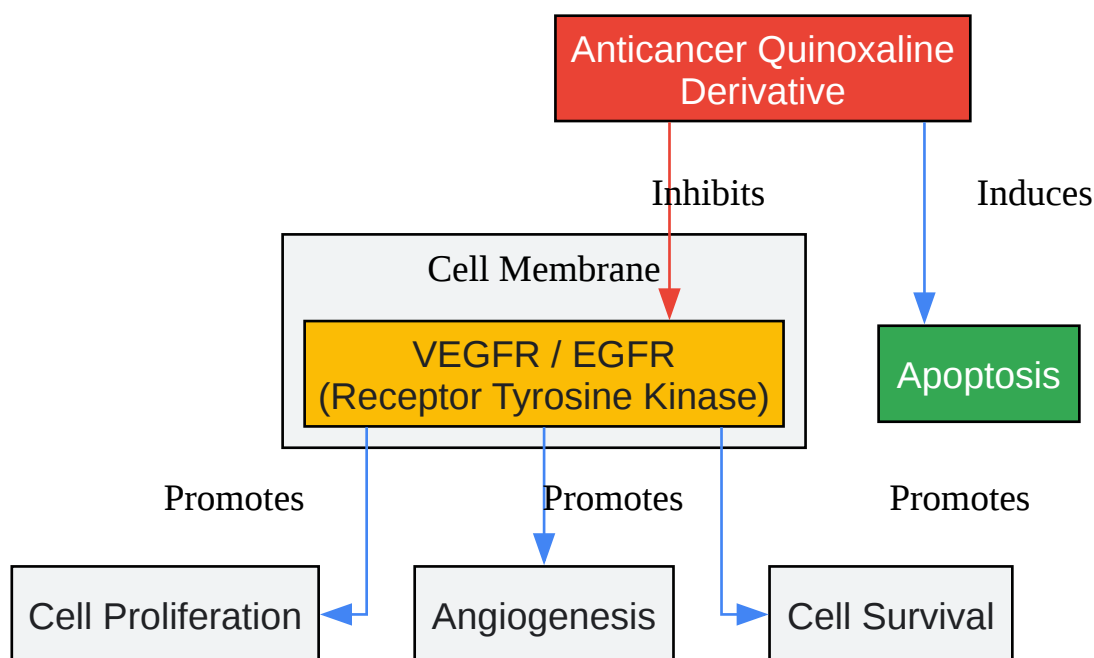 Anticancer Quinoxaline
Derivative
Inhibits
Induces
Cell Membrane
VEGFR / EGFR
(Receptor Tyrosine Kinase)
Apoptosis
Promotes
Promotes
Promotes
Cell Proliferation
Angiogenesis
Cell Survival